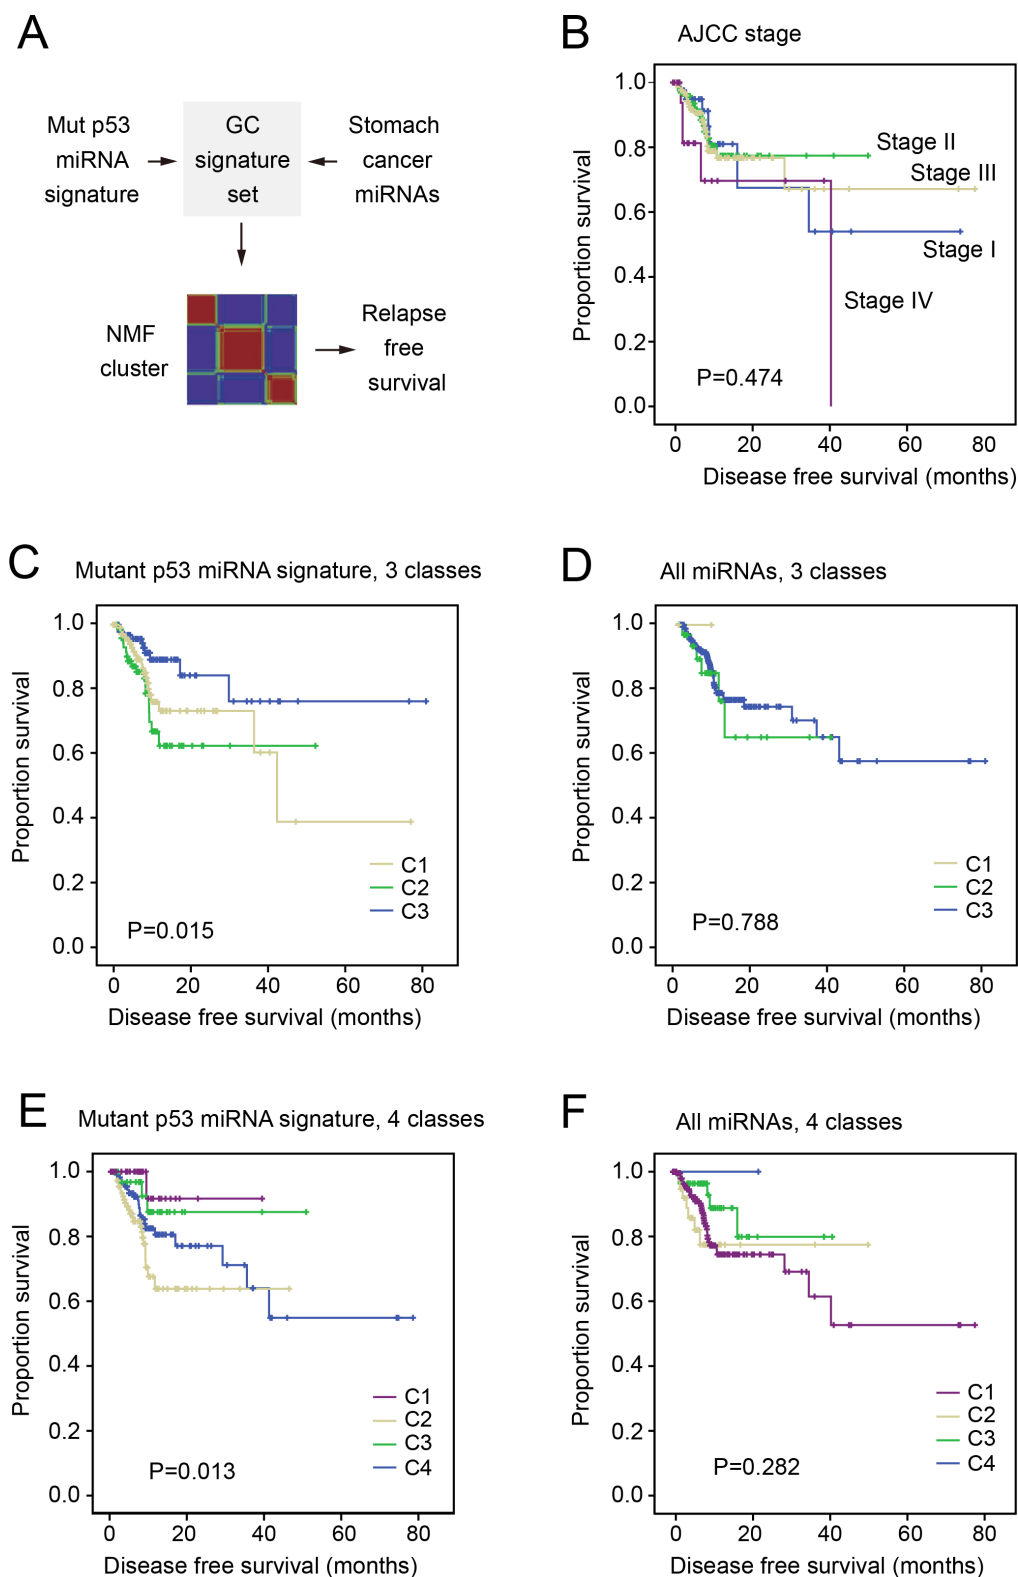 A
Mut p53
miRNA
signature
GC
signature
set
Stomach
cancer
miRNAs
NMF
cluster
Relapse
free
survival
B
AJCC stage
Proportion survival
1.0
0.8
0.6
0.4
0.2
0.0
Stage II
Stage III
Stage I
Stage IV
P=0.474
0 20 40 60 80
Disease free survival (months)
C
Mutant p53 miRNA signature, 3 classes
Proportion survival
1.0
0.8
0.6
0.4
0.2
0.0
C1
C2
C3
P=0.015
0 20 40 60 80
Disease free survival (months)
D
All miRNAs, 3 classes
Proportion survival
1.0
0.8
0.6
0.4
0.2
0.0
C1
C2
C3
P=0.788
0 20 40 60 80
Disease free survival (months)
E
Mutant p53 miRNA signature, 4 classes
Proportion survival
1.0
0.8
0.6
0.4
0.2
0.0
C1
C2
C3
C4
P=0.013
0 20 40 60 80
Disease free survival (months)
F
All miRNAs, 4 classes
Proportion survival
1.0
0.8
0.6
0.4
0.2
0.0
C1
C2
C3
C4
P=0.282
0 20 40 60 80
Disease free survival (months)